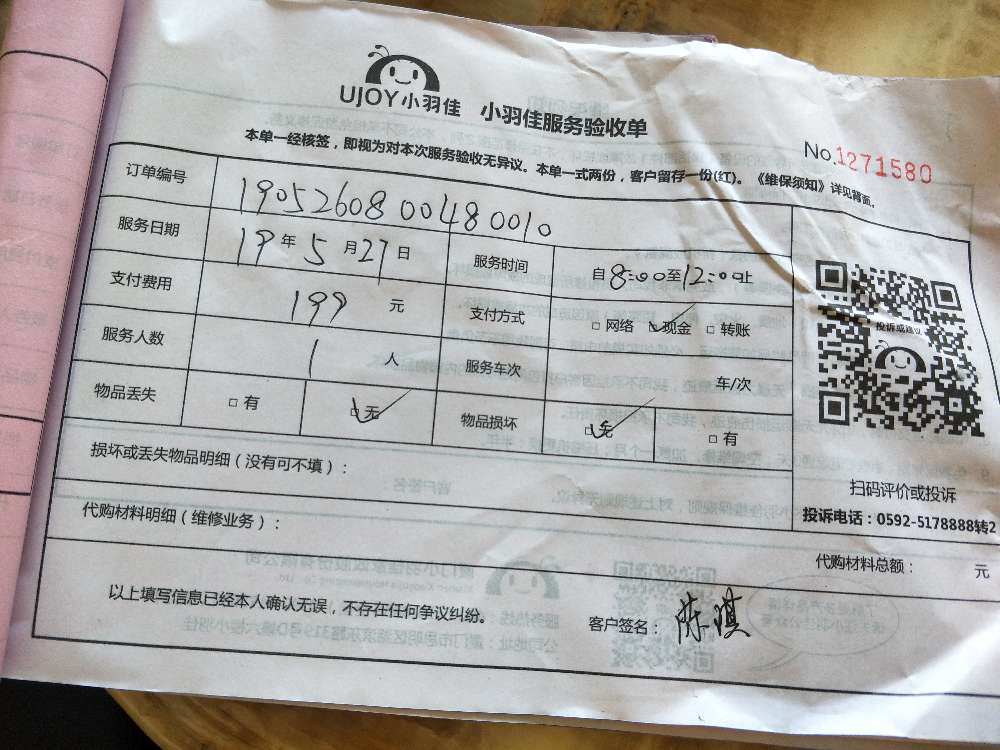 UJOY小羽佳 小羽佳服务验收单
No.1271580
本单一经核签，即视为对本次服务验收无异议。本单一式两份，客户留存一份(红)。《维保须知》详见背面。
订单编号 1905260800480010
服务日期 19年5月27日 服务时间 自8:00至12:00止
支付费用 199 元 支付方式 □网络 ☑现金 □转账
服务人数 1 人 服务车次 车/次
物品丢失 □有 ☑无 物品损坏 ☑无 □有
投诉或建议
损坏或丢失物品明细（没有可不填）：
扫码评价或投诉
投诉电话：0592-5178888转2
代购材料明细（维修业务）：
代购材料总额： 元
以上填写信息已经本人确认无误，不存在任何争议纠纷。
客户签名：陈淇